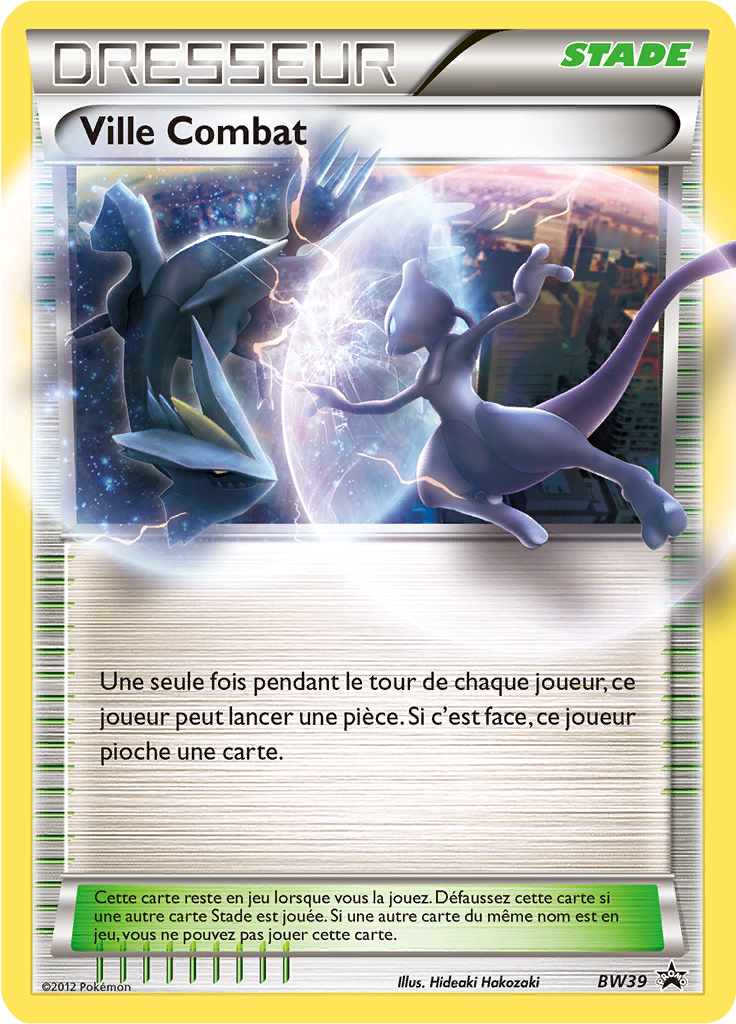 DRESSEUR
STADE
Ville Combat
Une seule fois pendant le tour de chaque joueur, ce
joueur peut lancer une pièce. Si c'est face, ce joueur
pioche une carte.
Cette carte reste en jeu lorsque vous la jouez. Défaussez cette carte si
une autre carte Stade est jouée. Si une autre carte du même nom est en
jeu, vous ne pouvez pas jouer cette carte.
©2012 Pokémon
Illus. Hideaki Hakozaki
BW39
PROMO